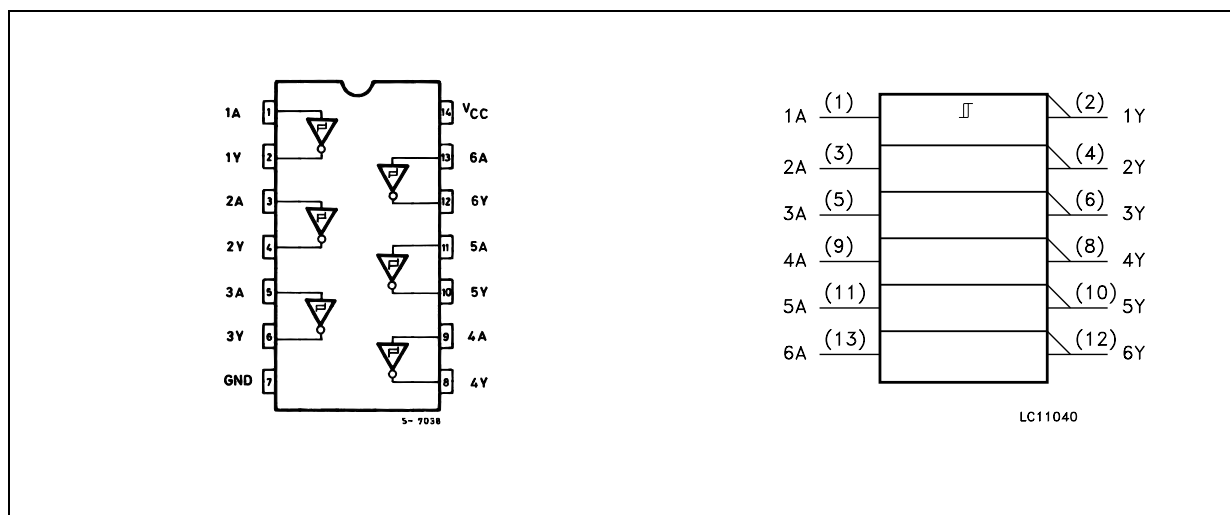 1A 1 14 VCC
1Y 2 13 6A
2A 3 12 6Y
2Y 4 11 5A
3A 5 10 5Y
3Y 6 9 4A
GND 7 8 4Y
S- 7038
1A (1) (2) 1Y
2A (3) (4) 2Y
3A (5) (6) 3Y
4A (9) (8) 4Y
5A (11) (10) 5Y
6A (13) (12) 6Y
LC11040